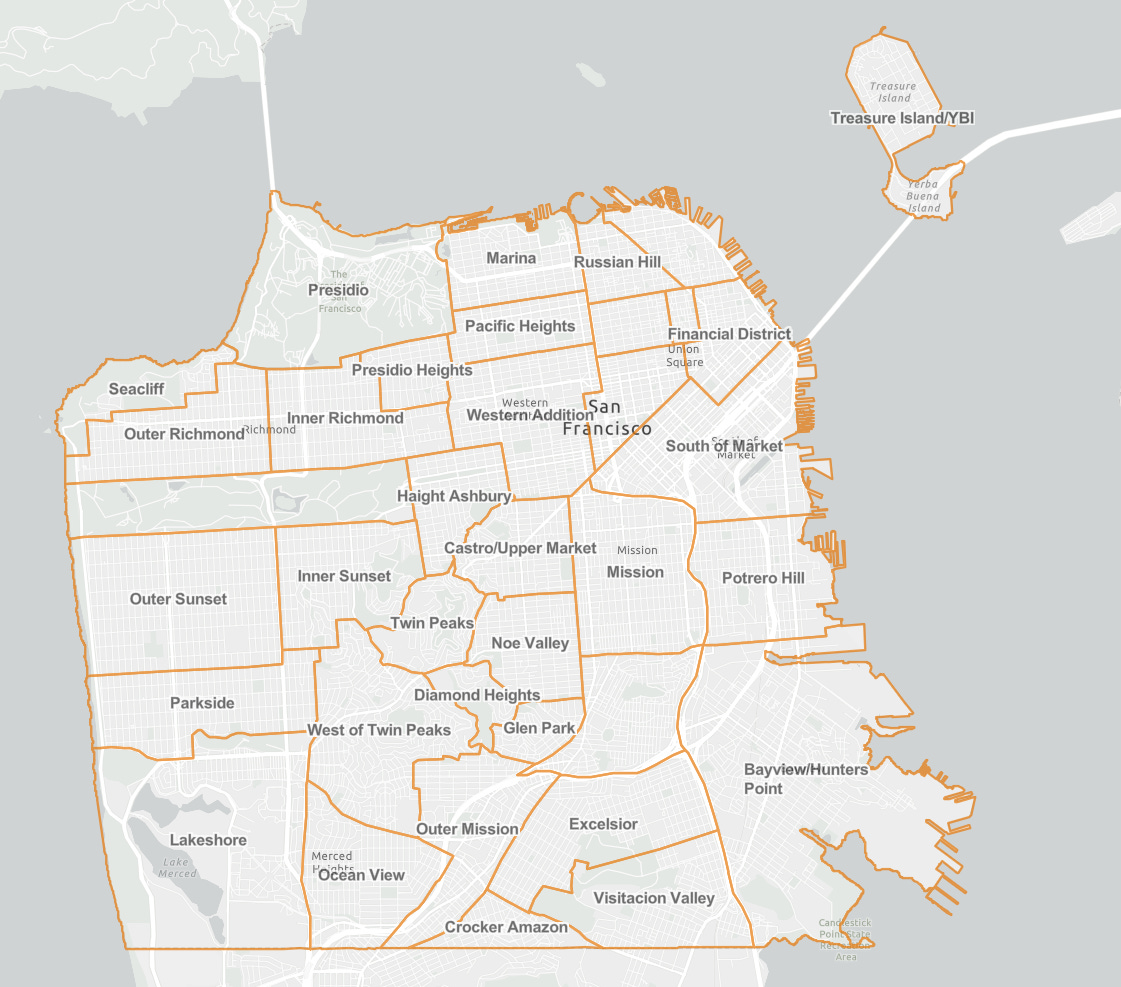 Treasure
Island
Treasure Island/YBI
Yerba
Buena
Island
Marina
Russian Hill
The
San
Francisco
Presidio
Pacific Heights
Financial District
Union
Square
Presidio Heights
Seacliff
Western
Western Addition
San
Francisco
Inner Richmond
Outer Richmond
Richmond
South of Market
Market
Haight Ashbury
Castro/Upper Market
Mission
Mission
Inner Sunset
Potrero Hill
Outer Sunset
Twin Peaks
Noe Valley
Diamond Heights
Parkside
West of Twin Peaks
Glen Park
Bayview/Hunters
Point
Outer Mission
Excelsior
Lakeshore
Lake
Merced
Merced
Heights
Ocean View
Visitacion Valley
Crocker Amazon
Candlestick
Point State
Recreation
Area